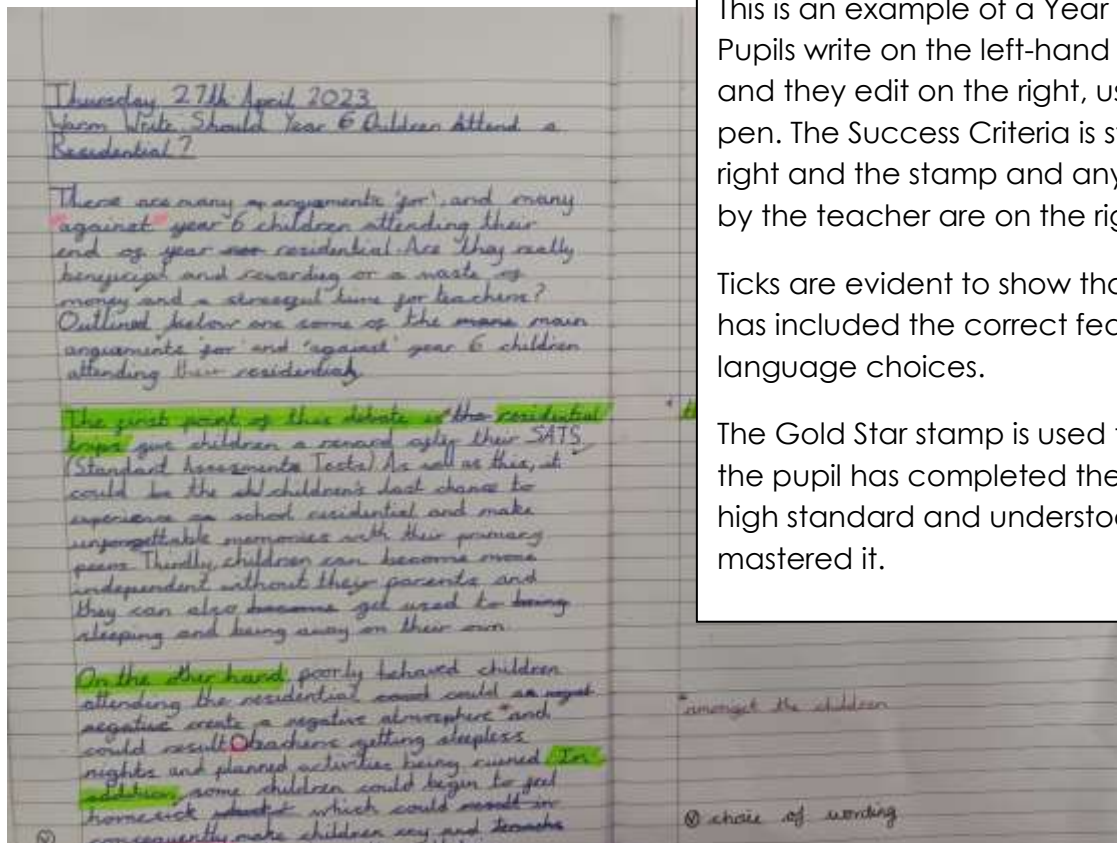 Thursday 27th April 2023
Warm Write Should Year 6 Children Attend a
Residential?
There are many arguments 'for', and many
"against" year 6 children attending their
end of year residential. Are they really
beneficial and rewarding or a waste of
money and a stressful time for teachers?
Outlined below are some of the main
arguments 'for' and 'against' year 6 children
attending their residential.
The first point of this debate is the residential
trips give children a reward after their SATS
(Standard Assessments Tests) As well as this, it
could be the children's last chance to
experience school residential and make
unforgettable memories with their primary
peers. Thirdly, children can become more
independent without their parents and
they can also become get used to being
sleeping and being away on their own.
On the other hand, poorly behaved children
attending the residential could
negative create a negative atmosphere*and
could result teachers getting sleepless
nights and planned activities being ruined In
addition, some children could begin to feel
homesick which could result in
consequently make children cry and
*amongst the children
choice of wording
This is an example of a Year
Pupils write on the left-hand
and they edit on the right, us
pen. The Success Criteria is s
right and the stamp and any
by the teacher are on the rig
Ticks are evident to show tha
has included the correct fea
language choices.
The Gold Star stamp is used
the pupil has completed the
high standard and understoo
mastered it.